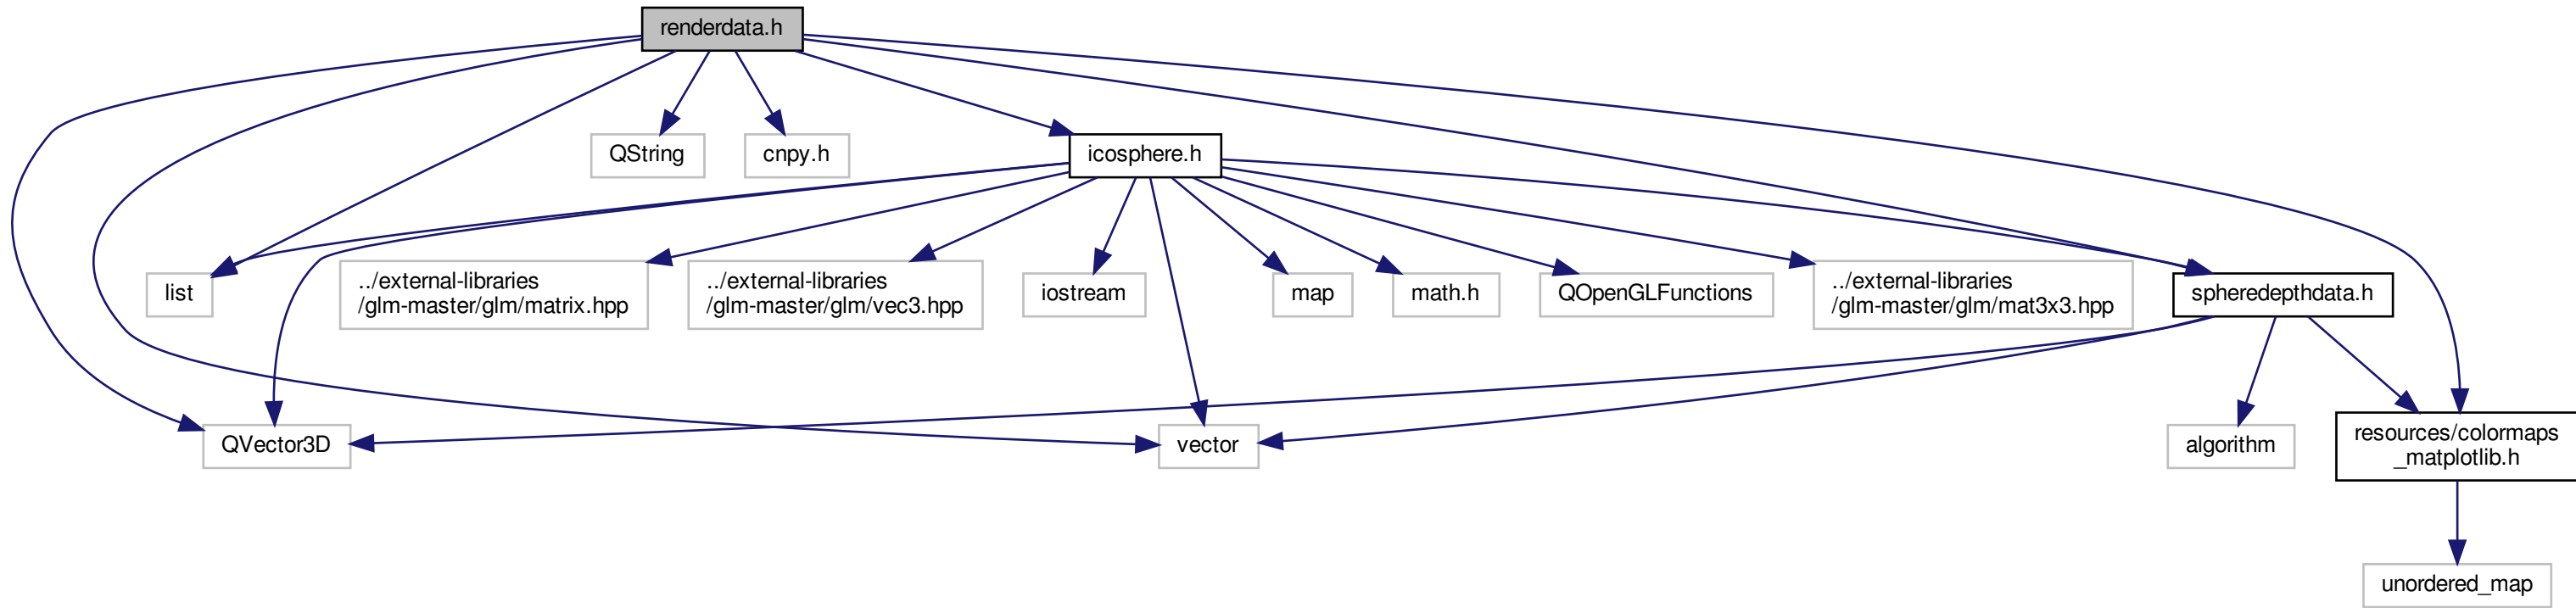 renderdata.h
QString
cnpy.h
icosphere.h
list
../external-libraries
/glm-master/glm/matrix.hpp
../external-libraries
/glm-master/glm/vec3.hpp
iostream
map
math.h
QOpenGLFunctions
../external-libraries
/glm-master/glm/mat3x3.hpp
spheredepthdata.h
QVector3D
vector
algorithm
resources/colormaps
_matplotlib.h
unordered_map